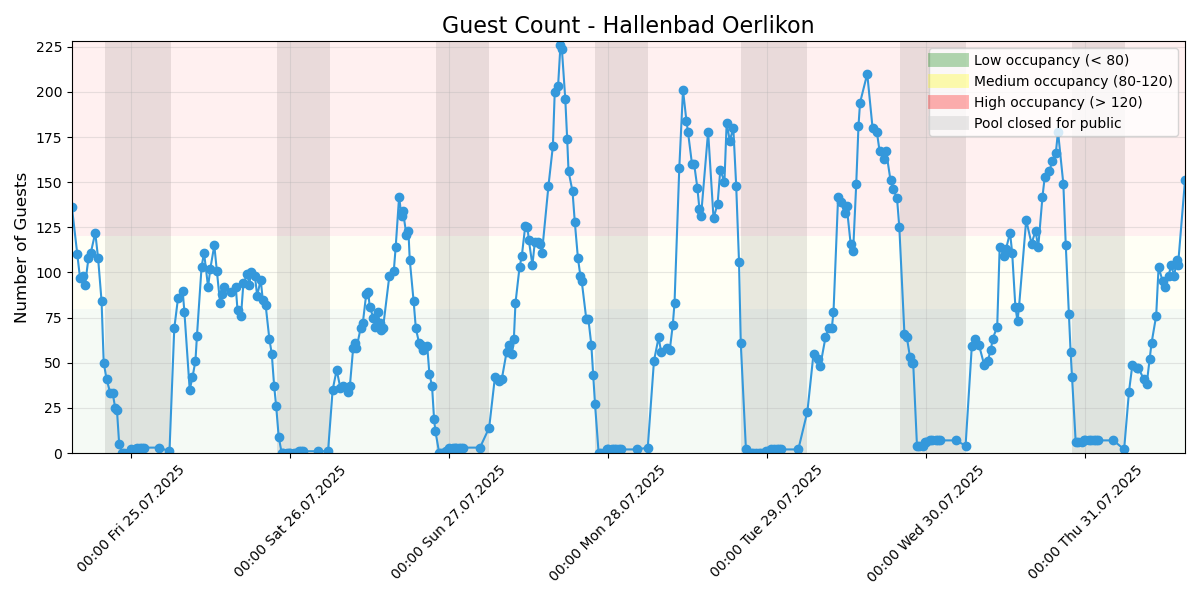 Guest Count - Hallenbad Oerlikon
Number of Guests
225
200
175
150
125
100
75
50
25
0
Low occupancy (< 80)
Medium occupancy (80-120)
High occupancy (> 120)
Pool closed for public
00:00 Fri 25.07.2025
00:00 Sat 26.07.2025
00:00 Sun 27.07.2025
00:00 Mon 28.07.2025
00:00 Tue 29.07.2025
00:00 Wed 30.07.2025
00:00 Thu 31.07.2025